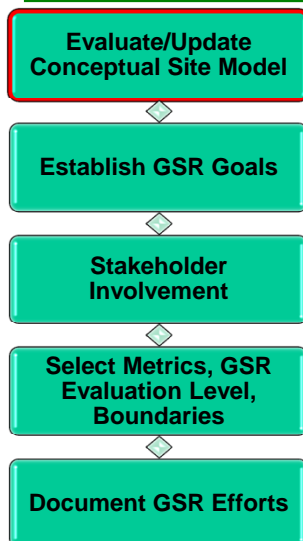 Evaluate/Update
Conceptual Site Model
Establish GSR Goals
Stakeholder
Involvement
Select Metrics, GSR
Evaluation Level,
Boundaries
Document GSR Efforts